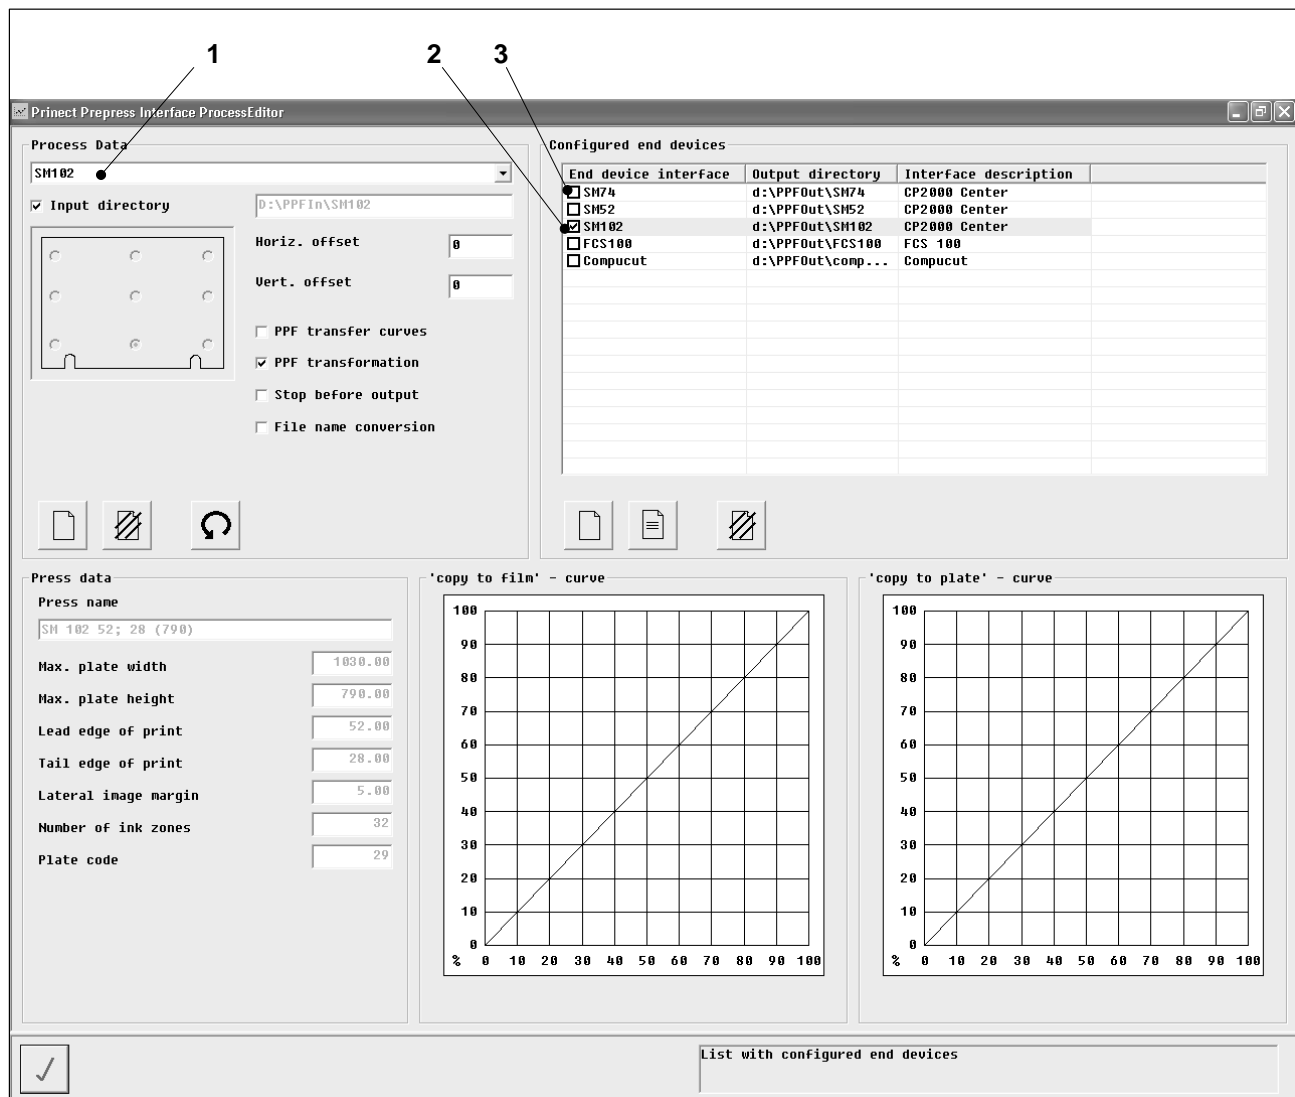 1 2 3
Prinect Prepress Interface ProcessEditor
Process Data
SM102
Input directory D:\PPFIn\SM102
Horiz. offset 0
Vert. offset 0
PPF transfer curves
PPF transformation
Stop before output
File name conversion
Configured end devices
End device interface Output directory Interface description
SM74 d:\PPFOut\SM74 CP2000 Center
SM52 d:\PPFOut\SM52 CP2000 Center
SM102 d:\PPFOut\SM102 CP2000 Center
FCS100 d:\PPFOut\FCS100 FCS 100
Compucut d:\PPFOut\comp... Compucut
Press data
Press name
SM 102 52; 28 (790)
Max. plate width 1030.00
Max. plate height 790.00
Lead edge of print 52.00
Tail edge of print 28.00
Lateral image margin 5.00
Number of ink zones 32
Plate code 29
'copy to film' - curve
100
90
80
70
60
50
40
30
20
10
0
% 0 10 20 30 40 50 60 70 80 90 100
'copy to plate' - curve
100
90
80
70
60
50
40
30
20
10
0
% 0 10 20 30 40 50 60 70 80 90 100
List with configured end devices